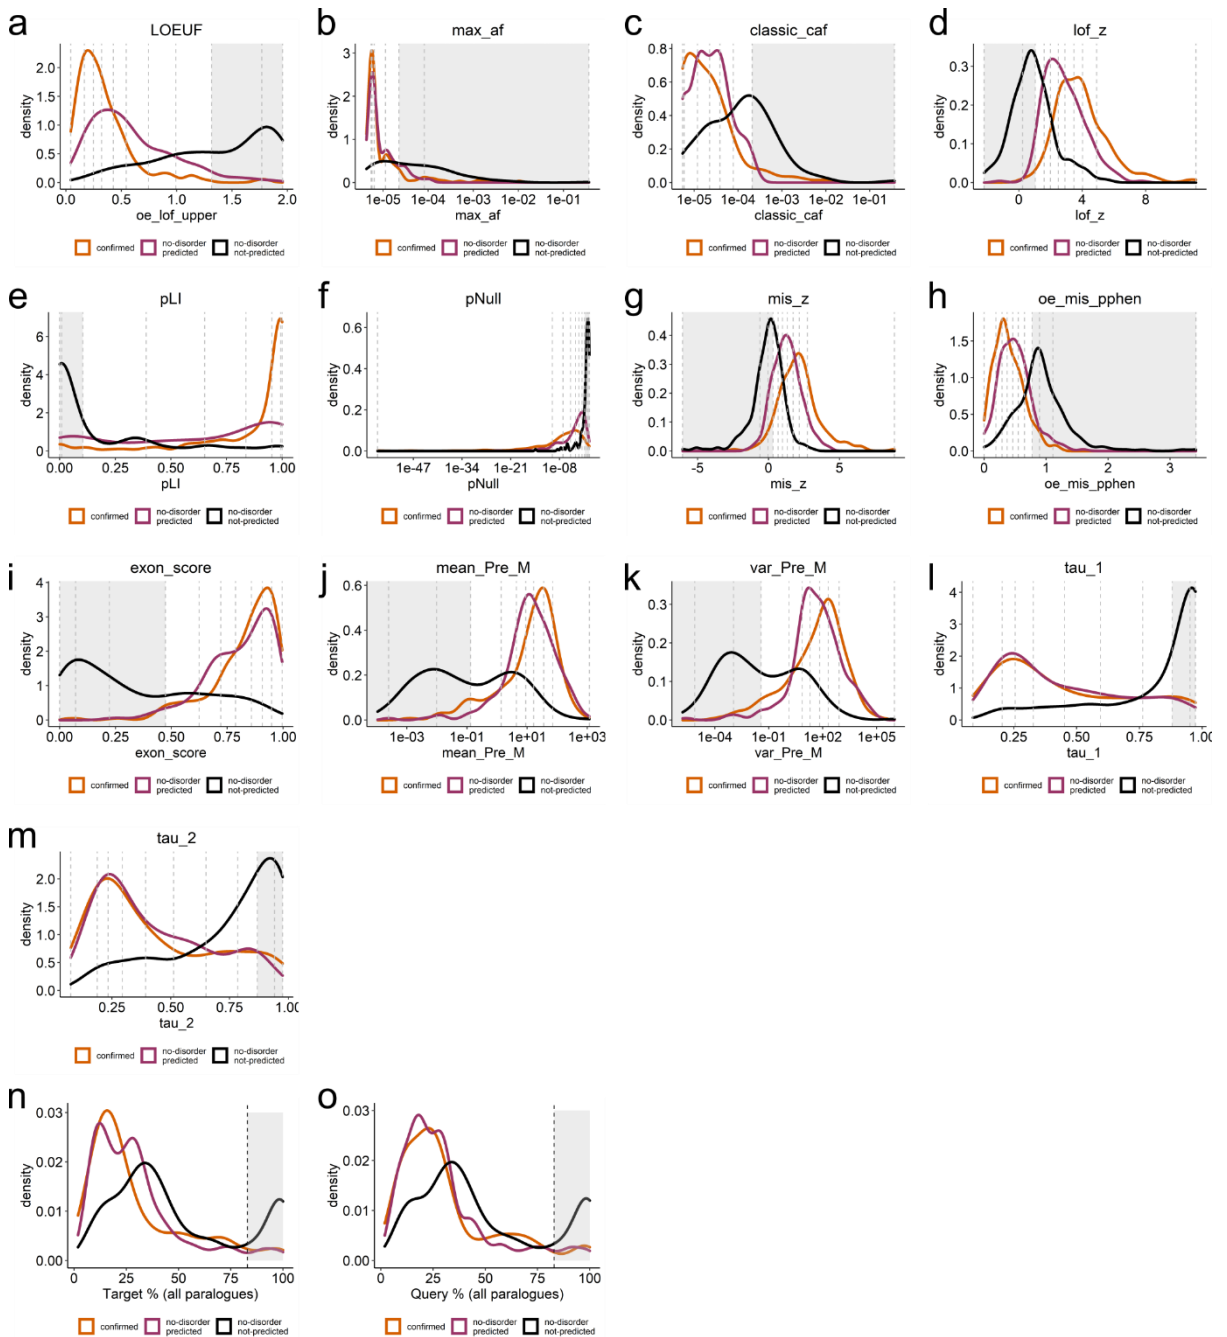 a
LOEUF
density
2.0
1.5
1.0
0.5
0.0
0.0 0.5 1.0 1.5 2.0
oe_lof_upper
confirmed no-disorder predicted no-disorder not-predicted
b
max_af
density
3
2
1
0
1e-05 1e-04 1e-03 1e-02 1e-01
max_af
confirmed no-disorder predicted no-disorder not-predicted
c
classic_caf
density
0.8
0.6
0.4
0.2
0.0
1e-05 1e-04 1e-03 1e-02 1e-01
classic_caf
confirmed no-disorder predicted no-disorder not-predicted
d
lof_z
density
0.3
0.2
0.1
0.0
0 4 8
lof_z
confirmed no-disorder predicted no-disorder not-predicted
e
pLI
density
6
4
2
0
0.00 0.25 0.50 0.75 1.00
pLI
confirmed no-disorder predicted no-disorder not-predicted
f
pNull
density
0.6
0.4
0.2
0.0
1e-47 1e-34 1e-21 1e-08
pNull
confirmed no-disorder predicted no-disorder not-predicted
g
mis_z
density
0.4
0.3
0.2
0.1
0.0
-5 0 5
mis_z
confirmed no-disorder predicted no-disorder not-predicted
h
oe_mis_pphen
density
1.5
1.0
0.5
0.0
0 1 2 3
oe_mis_pphen
confirmed no-disorder predicted no-disorder not-predicted
i
exon_score
density
4
3
2
1
0
0.00 0.25 0.50 0.75 1.00
exon_score
confirmed no-disorder predicted no-disorder not-predicted
j
mean_Pre_M
density
0.6
0.4
0.2
0.0
1e-03 1e-01 1e+01 1e+03
mean_Pre_M
confirmed no-disorder predicted no-disorder not-predicted
k
var_Pre_M
density
0.3
0.2
0.1
0.0
1e-04 1e-01 1e+02 1e+05
var_Pre_M
confirmed no-disorder predicted no-disorder not-predicted
l
tau_1
density
4
3
2
1
0
0.25 0.50 0.75 1.00
tau_1
confirmed no-disorder predicted no-disorder not-predicted
m
tau_2
density
2.0
1.5
1.0
0.5
0.0
0.25 0.50 0.75 1.00
tau_2
confirmed no-disorder predicted no-disorder not-predicted
n
density
0.03
0.02
0.01
0.00
0 25 50 75 100
Target % (all paralogues)
confirmed no-disorder predicted no-disorder not-predicted
o
density
0.03
0.02
0.01
0.00
0 25 50 75 100
Query % (all paralogues)
confirmed no-disorder predicted no-disorder not-predicted